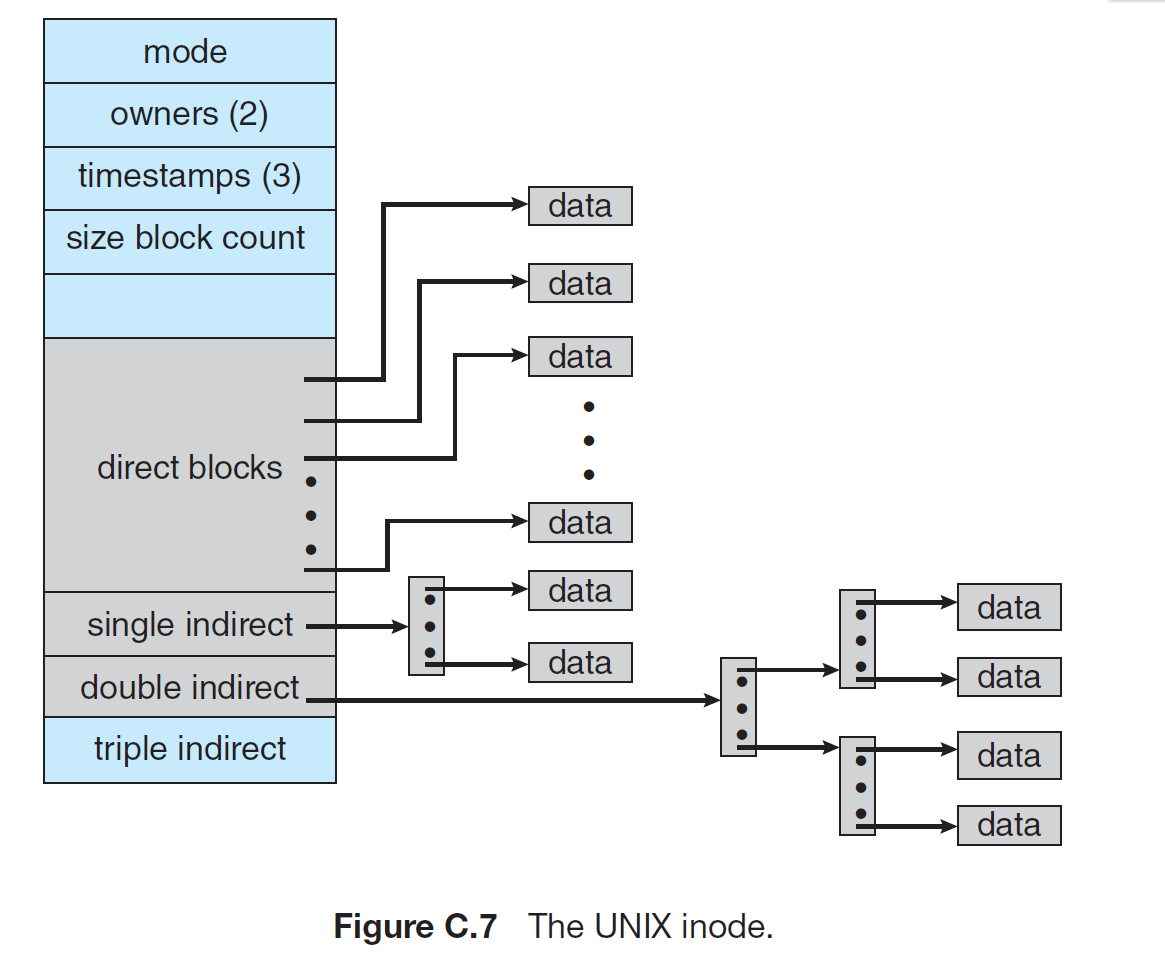 mode
owners (2)
timestamps (3)
size block count
direct blocks
single indirect
double indirect
triple indirect
data
data
data
data
data
data
data
data
data
data
Figure C.7 The UNIX inode.